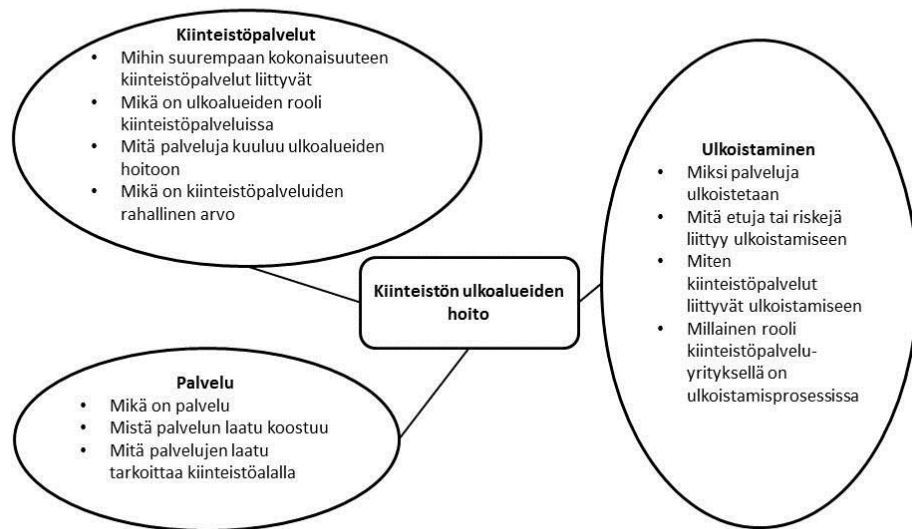 Kiinteistöpalvelut
• Mihin suurempaan kokonaisuuteen
kiinteistöpalvelut liittyvät
• Mikä on ulkoalueiden rooli
kiinteistöpalveluissa
• Mitä palveluja kuuluu ulkoalueiden
hoitoon
• Mikä on kiinteistöpalveluiden
rahallinen arvo
Ulkoistaminen
• Miksi palveluja
ulkoistetaan
• Mitä etuja tai riskejä
liittyy ulkoistamiseen
• Miten
kiinteistöpalvelut
liittyvät ulkoistamiseen
• Millainen rooli
kiinteistöpalvelu-
yrityksellä on
ulkoistamisprosessissa
Kiinteistön ulkoalueiden
hoito
Palvelu
• Mikä on palvelu
• Mistä palvelun laatu koostuu
• Mitä palvelujen laatu
tarkoittaa kiinteistöalalla